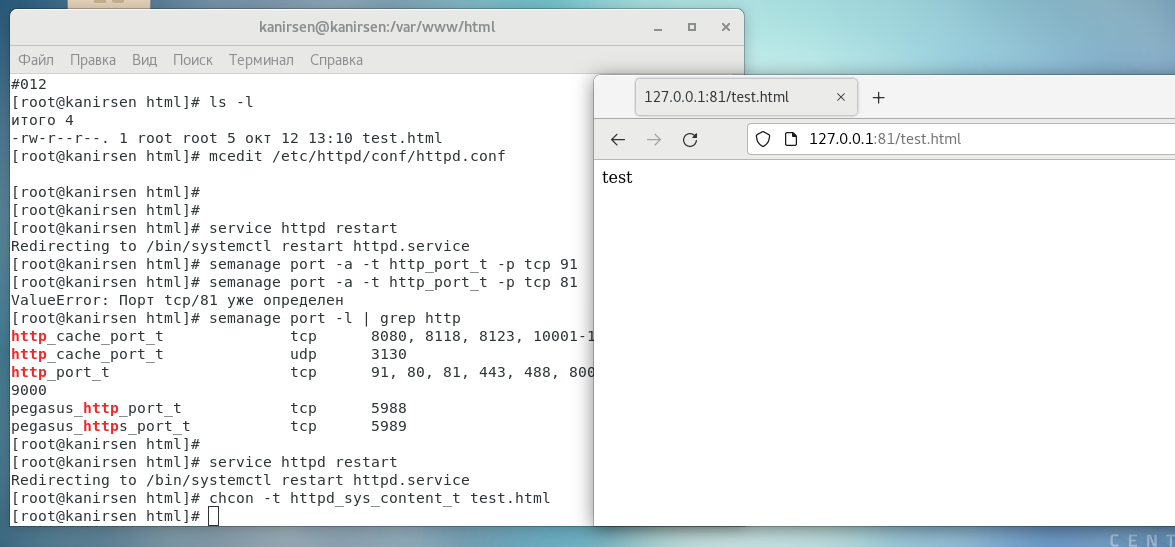 kanirsen@kanirsen:/var/www/html
Файл Правка Вид Поиск Терминал Справка
#012
[root@kanirsen html]# ls -l
итого 4
-rw-r--r--. 1 root root 5 окт 12 13:10 test.html
[root@kanirsen html]# mcedit /etc/httpd/conf/httpd.conf
[root@kanirsen html]#
[root@kanirsen html]#
[root@kanirsen html]# service httpd restart
Redirecting to /bin/systemctl restart httpd.service
[root@kanirsen html]# semanage port -a -t http_port_t -p tcp 91
[root@kanirsen html]# semanage port -a -t http_port_t -p tcp 81
ValueError: Порт tcp/81 уже определен
[root@kanirsen html]# semanage port -l | grep http
http_cache_port_t tcp 8080, 8118, 8123, 10001-1
http_cache_port_t udp 3130
http_port_t tcp 91, 80, 81, 443, 488, 800
9000
pegasus_http_port_t tcp 5988
pegasus_https_port_t tcp 5989
[root@kanirsen html]#
[root@kanirsen html]# service httpd restart
Redirecting to /bin/systemctl restart httpd.service
[root@kanirsen html]# chcon -t httpd_sys_content_t test.html
[root@kanirsen html]#
127.0.0.1:81/test.html
127.0.0.1:81/test.html
test
CENT